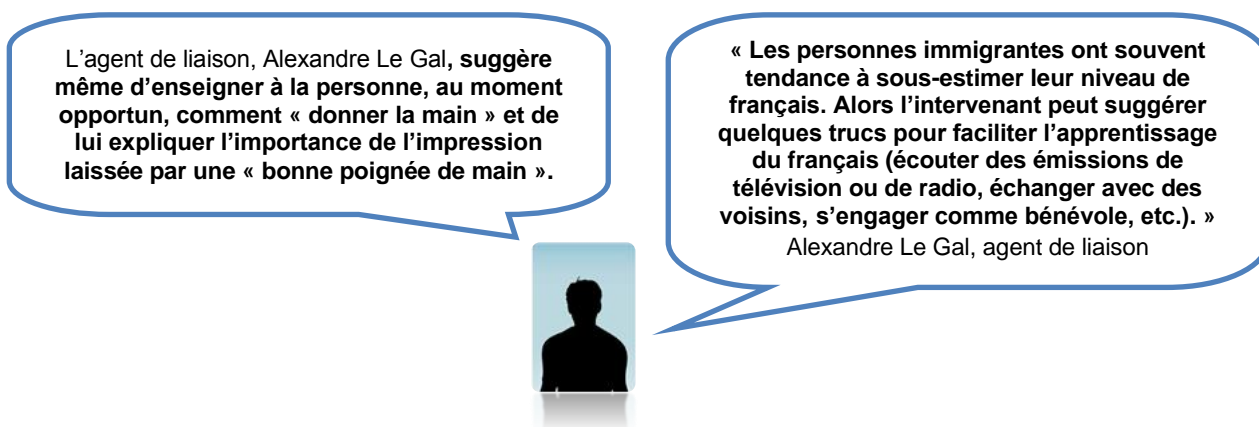 L’agent de liaison, Alexandre Le Gal, suggère
même d’enseigner à la personne, au moment
opportun, comment « donner la main » et de
lui expliquer l’importance de l’impression
laissée par une « bonne poignée de main ».
« Les personnes immigrantes ont souvent
tendance à sous-estimer leur niveau de
français. Alors l’intervenant peut suggérer
quelques trucs pour faciliter l’apprentissage
du français (écouter des émissions de
télévision ou de radio, échanger avec des
voisins, s’engager comme bénévole, etc.). »
Alexandre Le Gal, agent de liaison